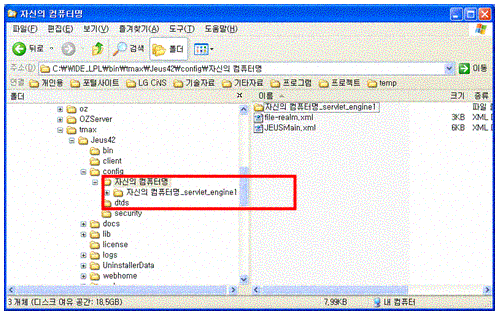 자신의 컴퓨터명
파일(F) 편집(E) 보기(V) 즐겨찾기(A) 도구(T) 도움말(H)
뒤로 검색 폴더
주소(D) C:₩WIDE_LPL₩bin₩tmax₩Jeus42₩config₩자신의 컴퓨터명 이동
연결 개인용 포털사이트 LG CNS 기술자료 기타자료 프로그램 프로젝트 temp
폴더 이름 크기 종류
oz
OZServer
tmax
Jeus42
bin
client
config
자신의 컴퓨터명
자신의 컴퓨터명_servlet_engine1
dtds
security
docs
lib
license
logs
UninstallerData
webhome
자신의 컴퓨터명_servlet_engine1 파일
file-realm.xml 3KB XML
JEUSMain.xml 6KB XML
3 개체 (디스크 여유 공간: 18,5GB) 7,99KB 내 컴퓨터